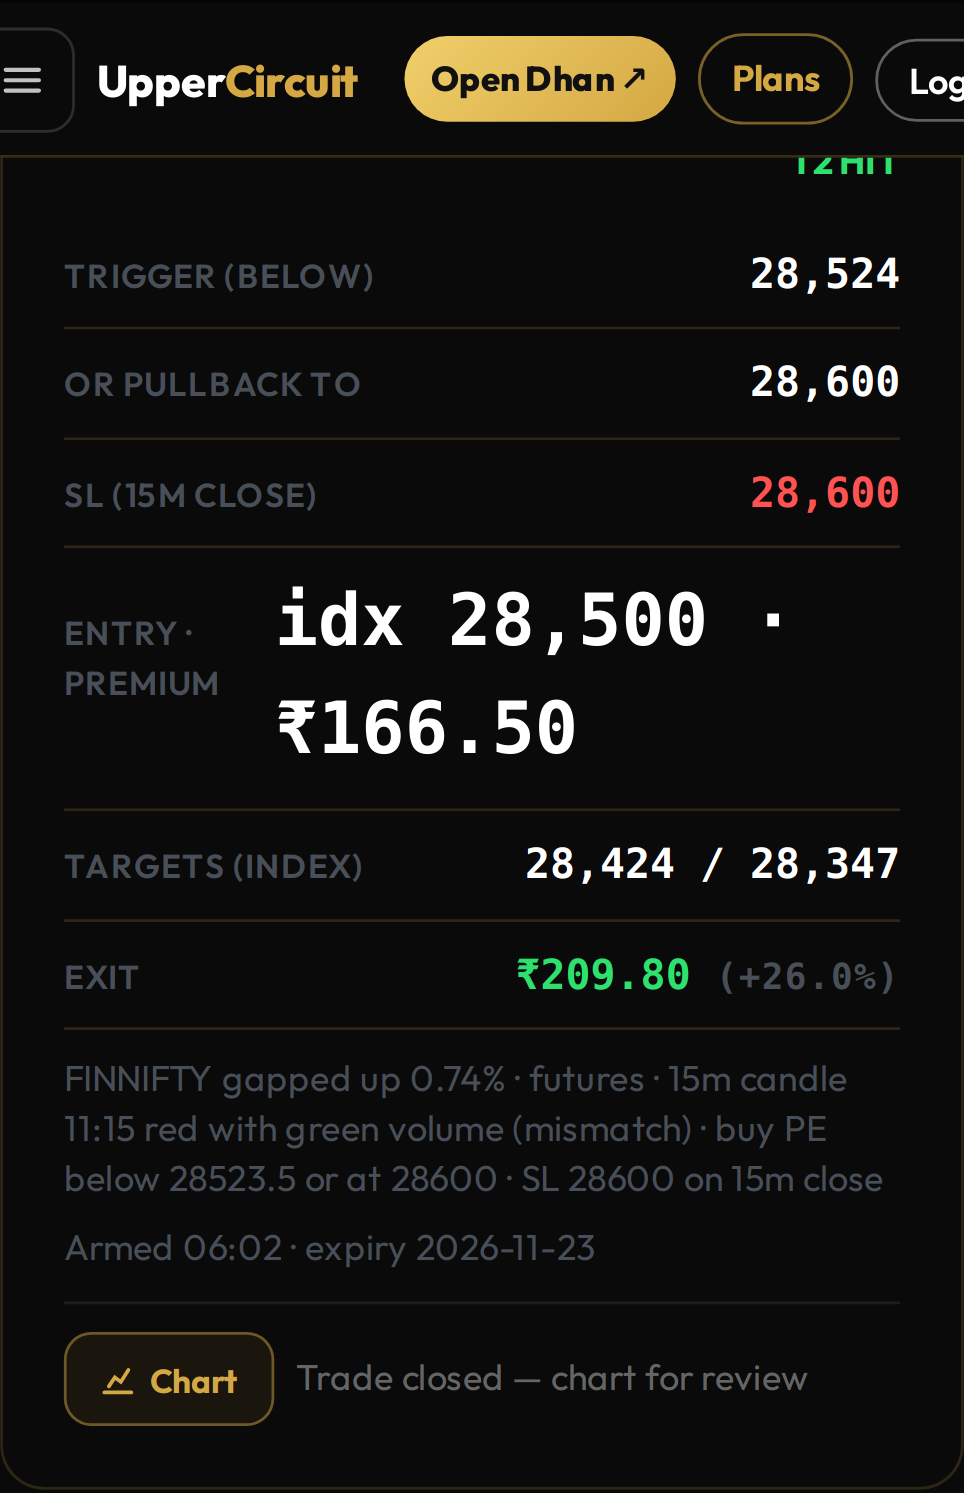 UpperCircuit Open Dhan ↗ Plans Log
T2 HIT
TRIGGER (BELOW) 28,524
OR PULLBACK TO 28,600
SL (15M CLOSE) 28,600
ENTRY · PREMIUM idx 28,500 · ₹166.50
TARGETS (INDEX) 28,424 / 28,347
EXIT ₹209.80 (+26.0%)
FINNIFTY gapped up 0.74% · futures · 15m candle
11:15 red with green volume (mismatch) · buy PE
below 28523.5 or at 28600 · SL 28600 on 15m close
Armed 06:02 · expiry 2026-11-23
Chart Trade closed — chart for review